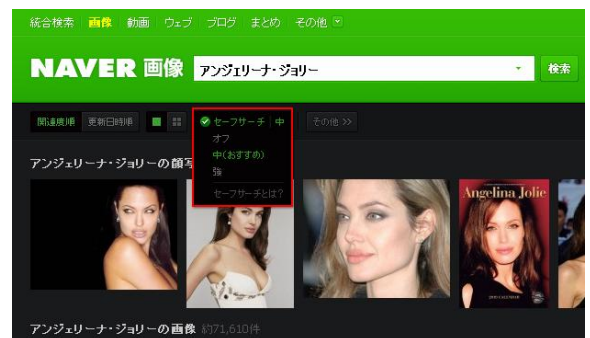 統合検索 画像 動画 ウェブ ブログ まとめ その他
NAVER 画像 アンジェリーナ・ジョリー 検索
関連度順 更新日時順 セーフサーチ | 中 その他 >>
オフ
中(おすすめ)
強
セーフサーチとは?
アンジェリーナ・ジョリーの顔写
Angelina Jolie
アンジェリーナ・ジョリーの画像 約71,610件